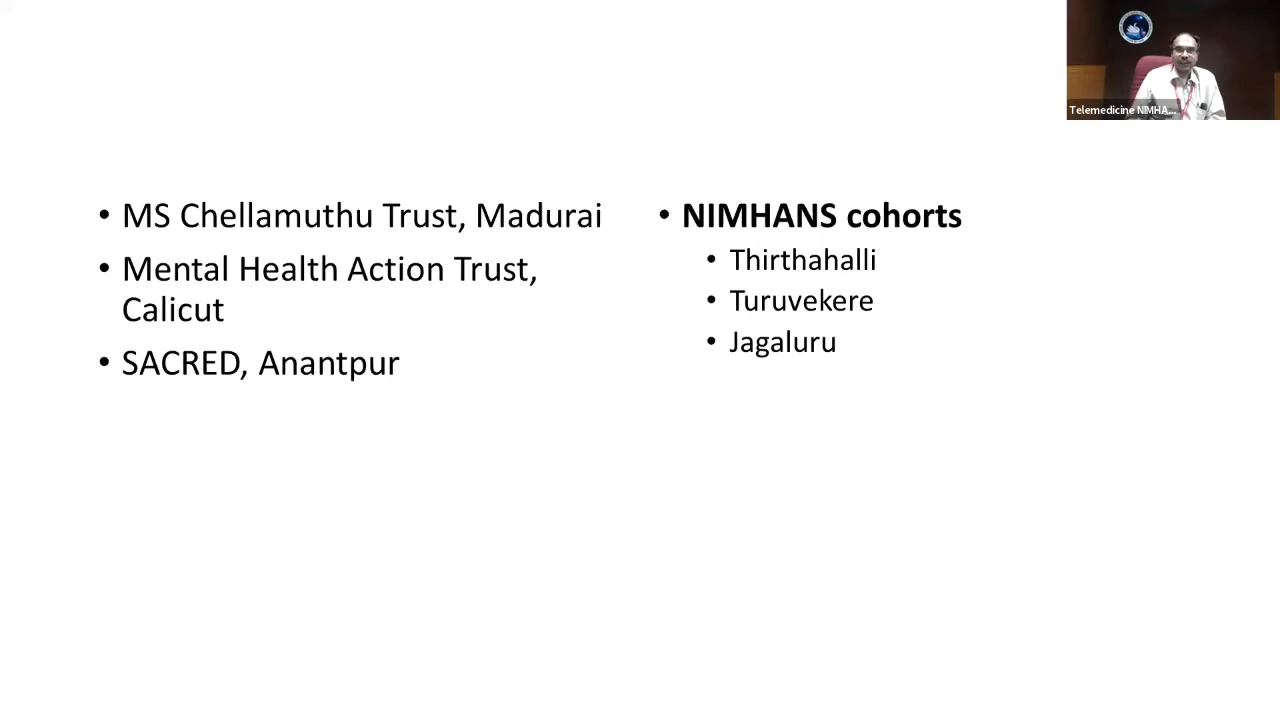 Telemedicine NIMHA...
• MS Chellamuthu Trust, Madurai
• Mental Health Action Trust,
Calicut
• SACRED, Anantpur
• NIMHANS cohorts
• Thirthahalli
• Turuvekere
• Jagaluru